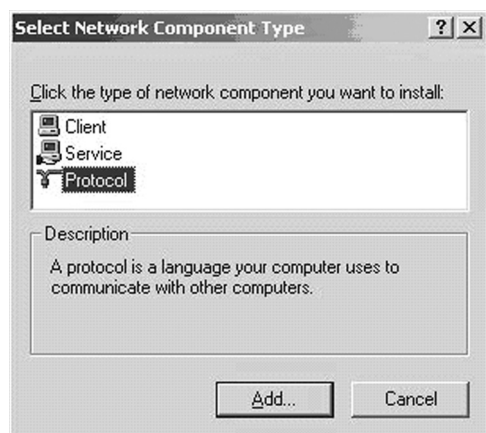 Select Network Component Type
Click the type of network component you want to install:
Client
Service
Protocol
Description
A protocol is a language your computer uses to
communicate with other computers.
Add...
Cancel